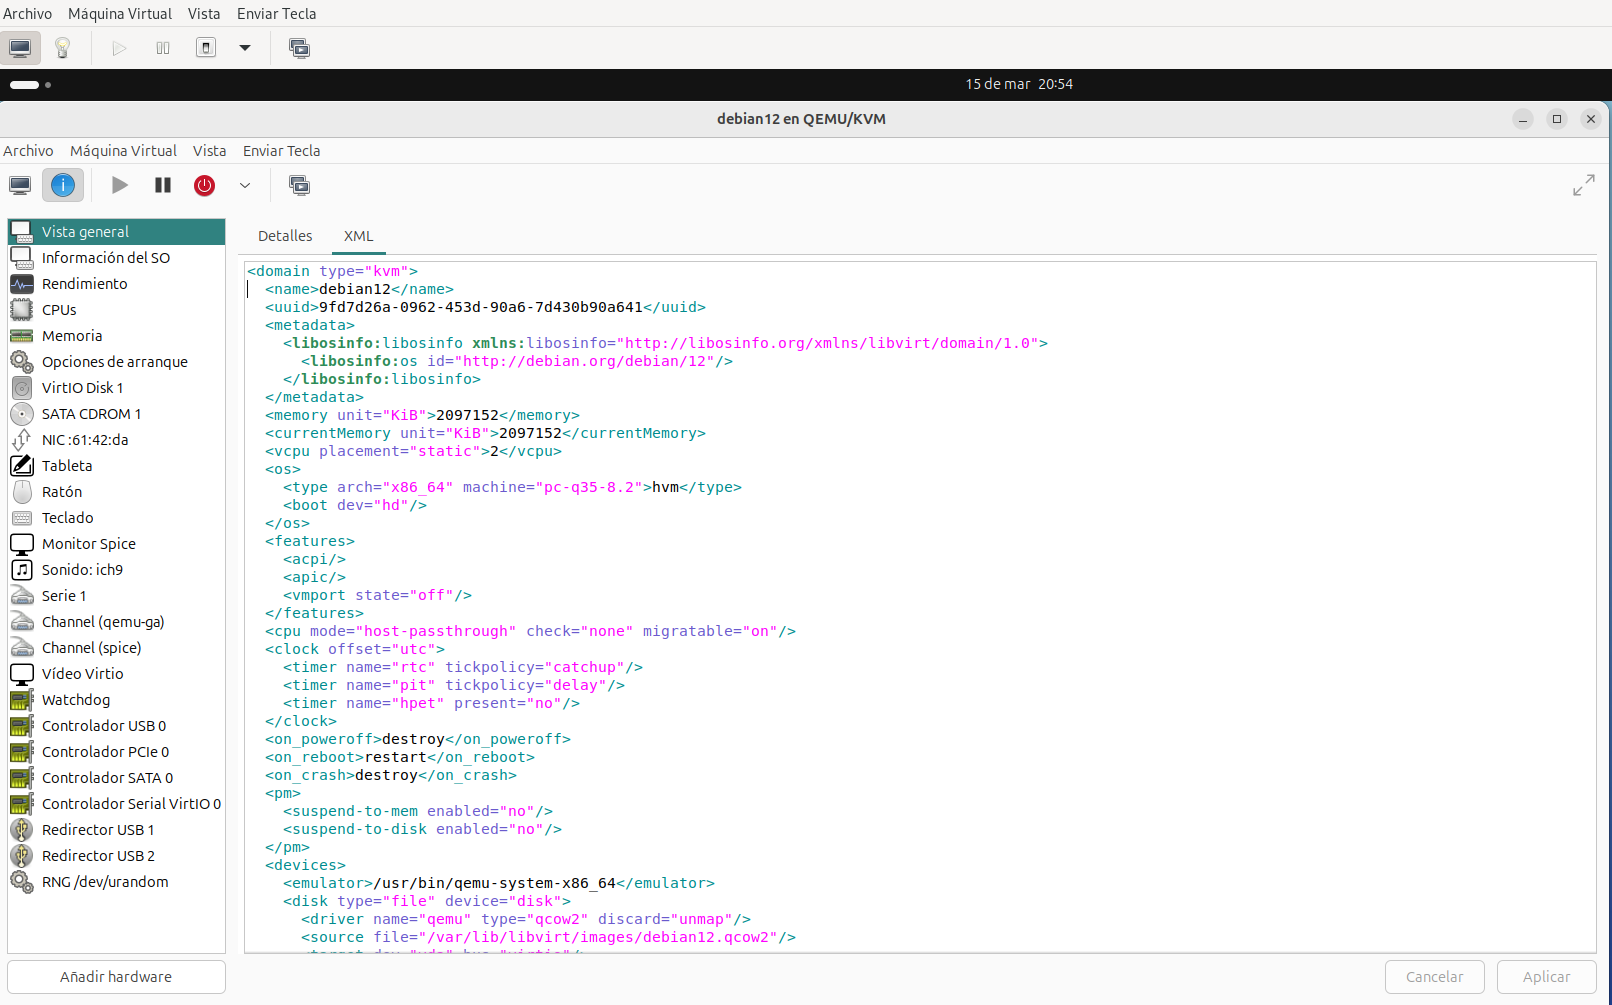 Archivo Máquina Virtual Vista Enviar Tecla
15 de mar 20:54
debian12 en QEMU/KVM
Archivo Máquina Virtual Vista Enviar Tecla
Vista general
Información del SO
Rendimiento
CPUs
Memoria
Opciones de arranque
VirtIO Disk 1
SATA CDROM 1
NIC :61:42:da
Tableta
Ratón
Teclado
Monitor Spice
Sonido: ich9
Serie 1
Channel (qemu-ga)
Channel (spice)
Vídeo Virtio
Watchdog
Controlador USB 0
Controlador PCIe 0
Controlador SATA 0
Controlador Serial VirtIO 0
Redirector USB 1
Redirector USB 2
RNG /dev/urandom
Añadir hardware
Detalles XML
<domain type="kvm">
  <name>debian12</name>
  <uuid>9fd7d26a-0962-453d-90a6-7d430b90a641</uuid>
  <metadata>
    <libosinfo:libosinfo xmlns:libosinfo="http://libosinfo.org/xmlns/libvirt/domain/1.0">
      <libosinfo:os id="http://debian.org/debian/12"/>
    </libosinfo:libosinfo>
  </metadata>
  <memory unit="KiB">2097152</memory>
  <currentMemory unit="KiB">2097152</currentMemory>
  <vcpu placement="static">2</vcpu>
  <os>
    <type arch="x86_64" machine="pc-q35-8.2">hvm</type>
    <boot dev="hd"/>
  </os>
  <features>
    <acpi/>
    <apic/>
    <vmport state="off"/>
  </features>
  <cpu mode="host-passthrough" check="none" migratable="on"/>
  <clock offset="utc">
    <timer name="rtc" tickpolicy="catchup"/>
    <timer name="pit" tickpolicy="delay"/>
    <timer name="hpet" present="no"/>
  </clock>
  <on_poweroff>destroy</on_poweroff>
  <on_reboot>restart</on_reboot>
  <on_crash>destroy</on_crash>
  <pm>
    <suspend-to-mem enabled="no"/>
    <suspend-to-disk enabled="no"/>
  </pm>
  <devices>
    <emulator>/usr/bin/qemu-system-x86_64</emulator>
    <disk type="file" device="disk">
      <driver name="qemu" type="qcow2" discard="unmap"/>
      <source file="/var/lib/libvirt/images/debian12.qcow2"/>
Cancelar Aplicar